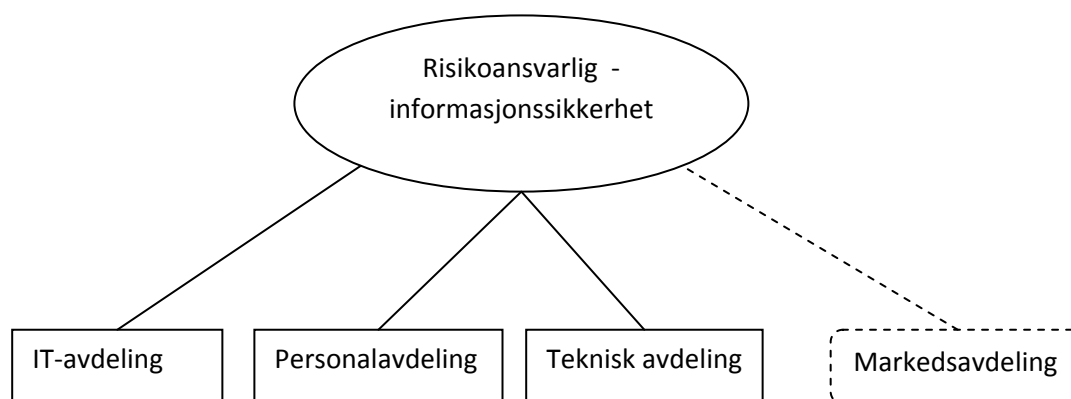 Risikoansvarlig -
informasjonssikkerhet
IT-avdeling
Personalavdeling
Teknisk avdeling
Markedsavdeling